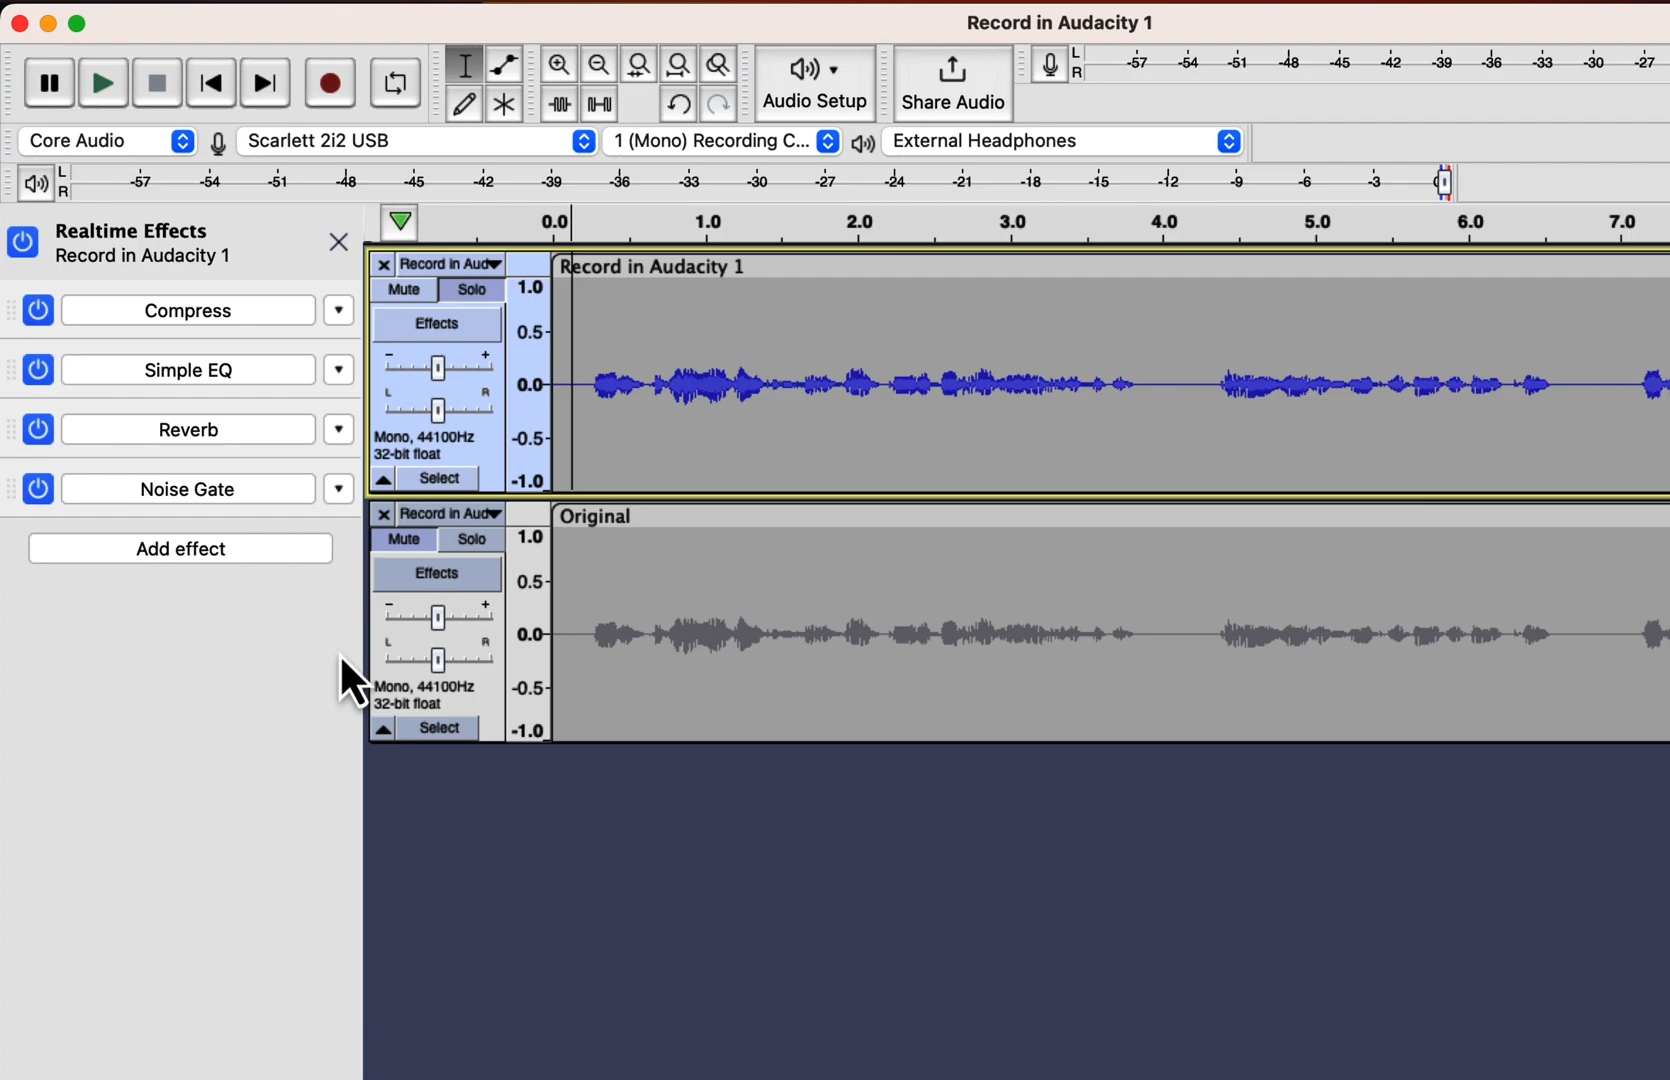 Record in Audacity 1
Audio Setup
Share Audio
L
R
-57 -54 -51 -48 -45 -42 -39 -36 -33 -30 -27
Core Audio
Scarlett 2i2 USB
1 (Mono) Recording C...
External Headphones
L
R
-57 -54 -51 -48 -45 -42 -39 -36 -33 -30 -27 -24 -21 -18 -15 -12 -9 -6 -3
Realtime Effects
Record in Audacity 1
Compress
Simple EQ
Reverb
Noise Gate
Add effect
0.0 1.0 2.0 3.0 4.0 5.0 6.0 7.0
Record in Aud
Record in Audacity 1
Mute Solo
Effects
- +
L R
Mono, 44100Hz
32-bit float
Select
1.0
0.5
0.0
-0.5
-1.0
Record in Aud
Original
Mute Solo
Effects
- +
L R
Mono, 44100Hz
32-bit float
Select
1.0
0.5
0.0
-0.5
-1.0